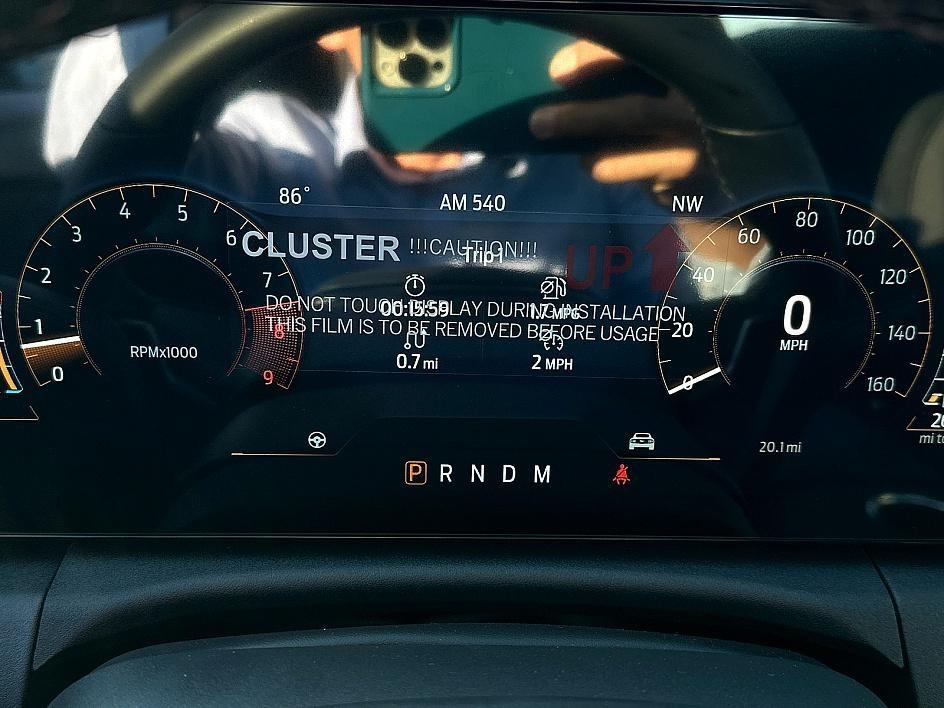 86° AM 540 NW
CLUSTER !!!CAUTION!!! UP
Trip 1
DO NOT TOUCH DISPLAY DURING INSTALLATION
THIS FILM IS TO BE REMOVED BEFORE USAGE
00:15:59 1.7 MPG
0.7 mi 2 MPH
0 1 2 3 4 5 6 7 8 9
RPMx1000
0 20 40 60 80 100 120 140 160
0
MPH
20.1 mi
P R N D M